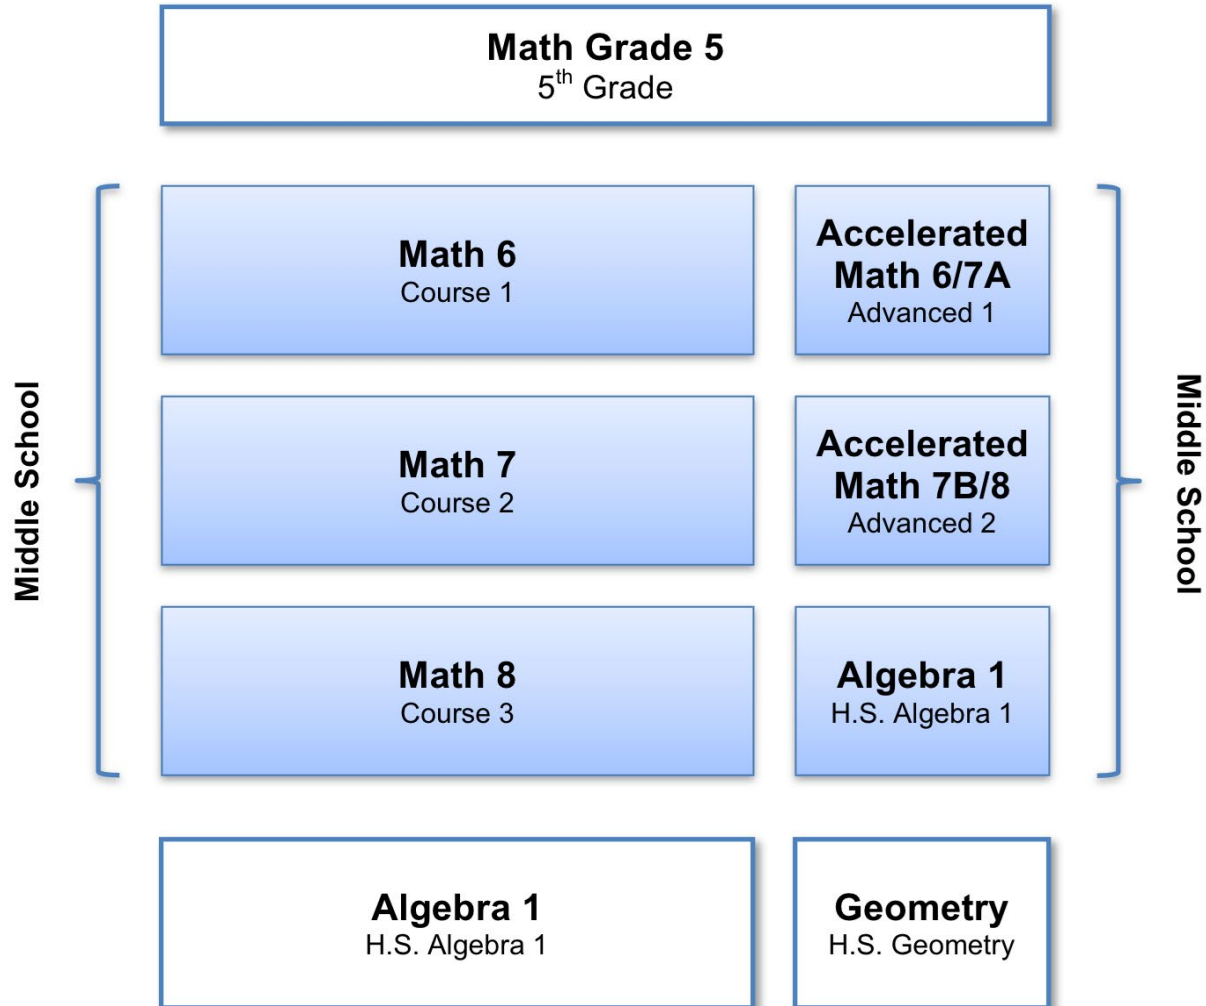 Math Grade 5
5th Grade
Middle School
Math 6
Course 1
Accelerated
Math 6/7A
Advanced 1
Math 7
Course 2
Accelerated
Math 7B/8
Advanced 2
Math 8
Course 3
Algebra 1
H.S. Algebra 1
Middle School
Algebra 1
H.S. Algebra 1
Geometry
H.S. Geometry